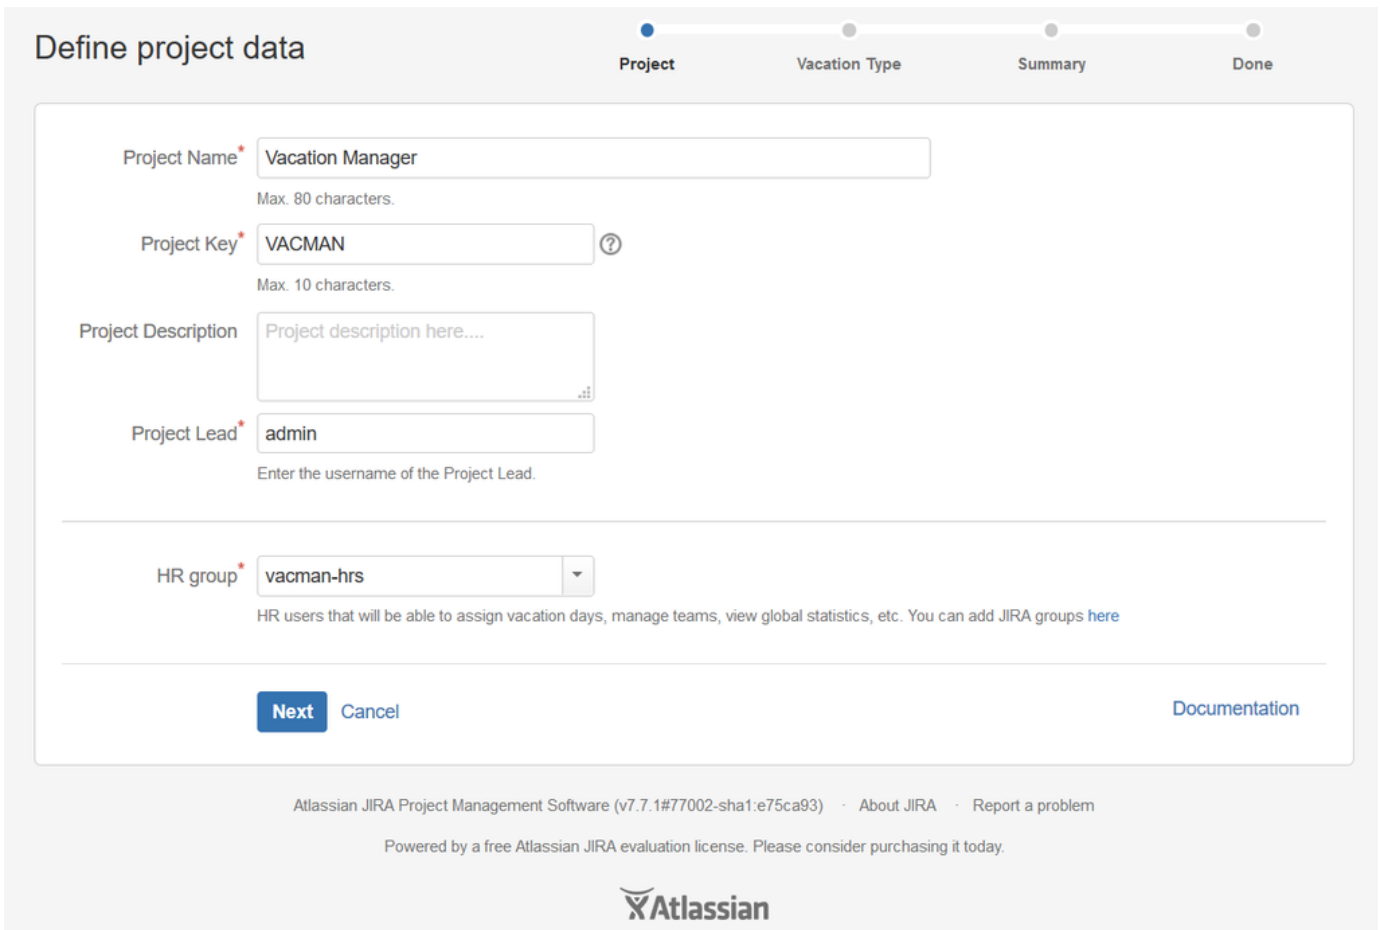 Define project data
Project
Vacation Type
Summary
Done
Project Name* Vacation Manager
Max. 80 characters.
Project Key* VACMAN
Max. 10 characters.
Project Description Project description here....
Project Lead* admin
Enter the username of the Project Lead.
HR group* vacman-hrs
HR users that will be able to assign vacation days, manage teams, view global statistics, etc. You can add JIRA groups here
Next Cancel Documentation
Atlassian JIRA Project Management Software (v7.7.1#77002-sha1:e75ca93) · About JIRA · Report a problem
Powered by a free Atlassian JIRA evaluation license. Please consider purchasing it today.
Atlassian